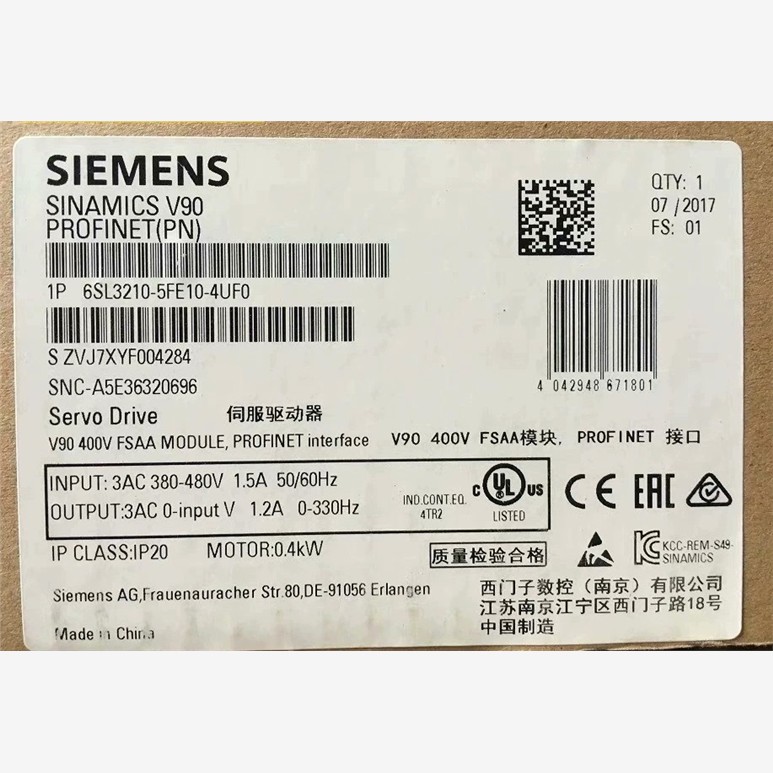 SIEMENS
SINAMICS V90
PROFINET(PN)
QTY: 1
07 / 2017
FS: 01
1P 6SL3210-5FE10-4UF0
S ZVJ7XYF004284
SNC-A5E36320696
4 042948 671801
Servo Drive 伺服驱动器
V90 400V FSAA MODULE, PROFINET interface V90 400V FSAA模块, PROFINET 接口
INPUT: 3AC 380-480V 1.5A 50/60Hz
OUTPUT:3AC 0-input V 1.2A 0-330Hz
IND.CONT.EQ.
4TR2
c UL US
LISTED
CE EAC
IP CLASS:IP20 MOTOR:0.4kW
质量检验合格
KC KCC-REM-S49-
SINAMICS
Siemens AG,Frauenauracher Str.80,DE-91056 Erlangen
西门子数控（南京）有限公司
江苏南京江宁区西门子路18号
中国制造
Made in China